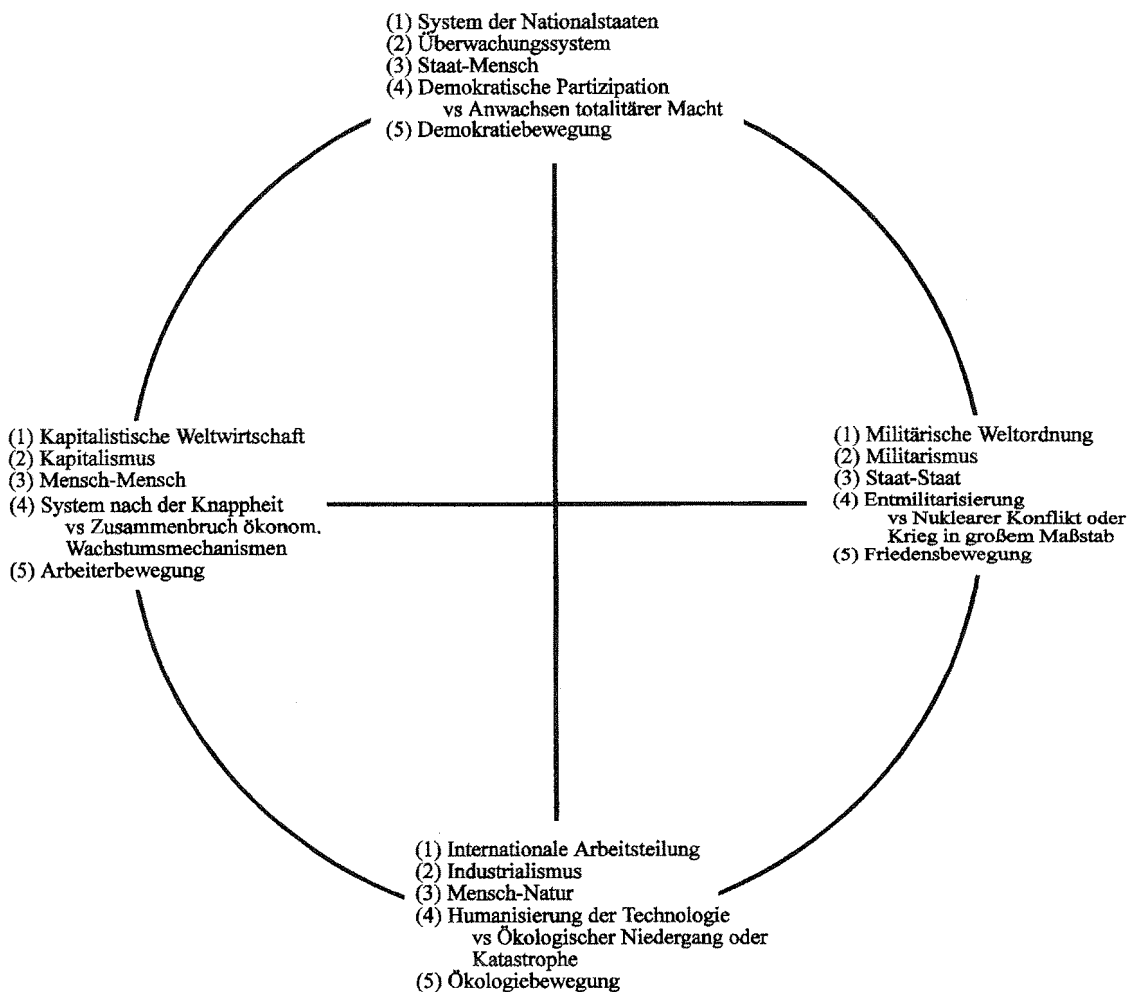 (1) System der Nationalstaaten
(2) Überwachungssystem
(3) Staat-Mensch
(4) Demokratische Partizipation
vs Anwachsen totalitärer Macht
(5) Demokratiebewegung
(1) Kapitalistische Weltwirtschaft
(2) Kapitalismus
(3) Mensch-Mensch
(4) System nach der Knappheit
vs Zusammenbruch ökonom.
Wachstumsmechanismen
(5) Arbeiterbewegung
(1) Militärische Weltordnung
(2) Militarismus
(3) Staat-Staat
(4) Entmilitarisierung
vs Nuklearer Konflikt oder
Krieg in großem Maßstab
(5) Friedensbewegung
(1) Internationale Arbeitsteilung
(2) Industrialismus
(3) Mensch-Natur
(4) Humanisierung der Technologie
vs Ökologischer Niedergang oder
Katastrophe
(5) Ökologiebewegung